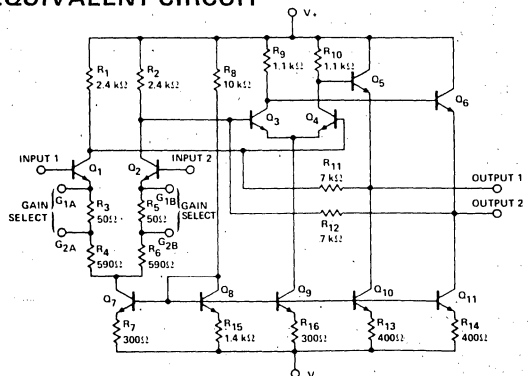 EQUIVALENT CIRCUIT
V+
R1
2.4 kΩ
R2
2.4 kΩ
R8
10 kΩ
R9
1.1 kΩ
R10
1.1 kΩ
Q5
Q6
Q3
Q4
INPUT 1
Q1
Q2
INPUT 2
R11
7 kΩ
OUTPUT 1
OUTPUT 2
R12
7 kΩ
GAIN
SELECT
G1A
R3
50Ω
G2A
R4
590Ω
G1B
R5
50Ω
GAIN
SELECT
G2B
R6
590Ω
Q7
Q8
Q9
Q10
Q11
R7
300Ω
R15
1.4 kΩ
R16
300Ω
R13
400Ω
R14
400Ω
V